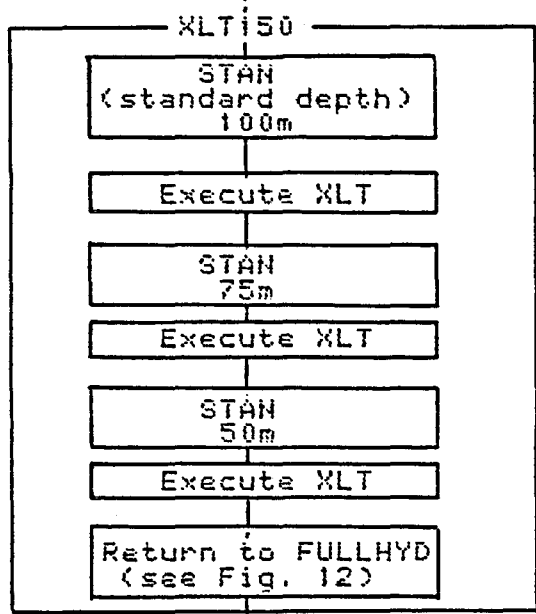 XLT150
STAN
(standard depth)
100m
Execute XLT
STAN
75m
Execute XLT
STAN
50m
Execute XLT
Return to FULLHYD
(see Fig. 12)